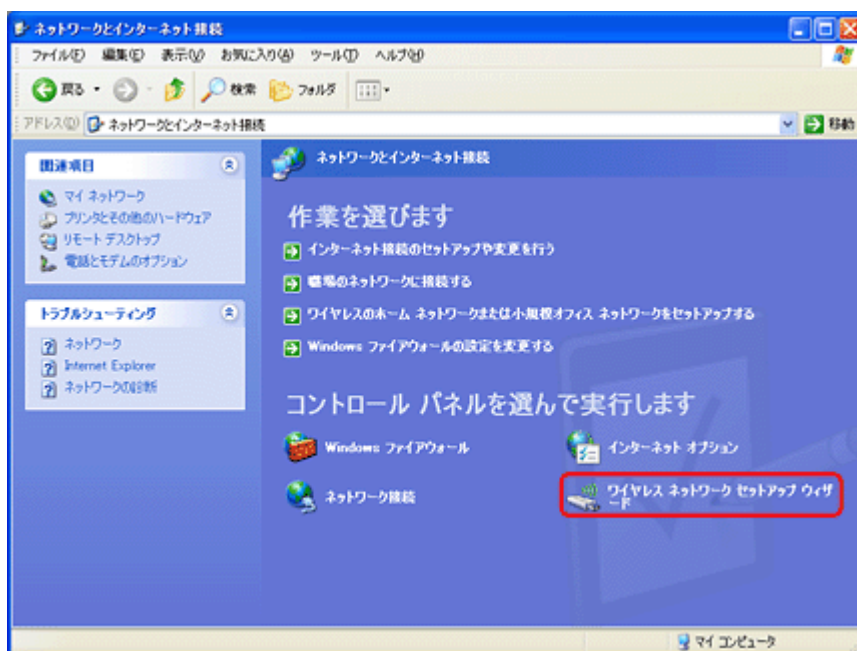 ネットワークとインターネット接続
ファイル(F) 編集(E) 表示(V) お気に入り(A) ツール(T) ヘルプ(H)
戻る 検索 フォルダ
アドレス(D) ネットワークとインターネット接続 移動
関連項目
マイ ネットワーク
プリンタとその他のハードウェア
リモート デスクトップ
電話とモデムのオプション
トラブルシューティング
ネットワーク
Internet Explorer
ネットワークの診断
ネットワークとインターネット接続
作業を選びます
インターネット接続のセットアップや変更を行う
職場のネットワークに接続する
ワイヤレスのホーム ネットワークまたは小規模オフィス ネットワークをセットアップする
Windows ファイアウォールの設定を変更する
コントロール パネルを選んで実行します
Windows ファイアウォール
インターネット オプション
ネットワーク接続
ワイヤレス ネットワーク セットアップ ウィザ
ード
マイ コンピュータ